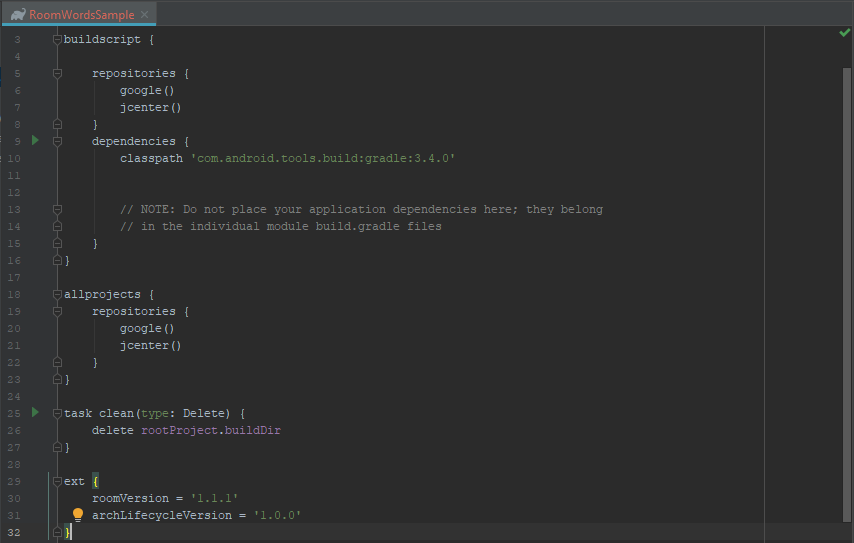 RoomWordsSample
3 buildscript {
4
5 repositories {
6 google()
7 jcenter()
8 }
9 dependencies {
10 classpath 'com.android.tools.build:gradle:3.4.0'
11
12
13 // NOTE: Do not place your application dependencies here; they belong
14 // in the individual module build.gradle files
15 }
16 }
17
18 allprojects {
19 repositories {
20 google()
21 jcenter()
22 }
23 }
24
25 task clean(type: Delete) {
26 delete rootProject.buildDir
27 }
28
29 ext {
30 roomVersion = '1.1.1'
31 archLifecycleVersion = '1.0.0'
32 }